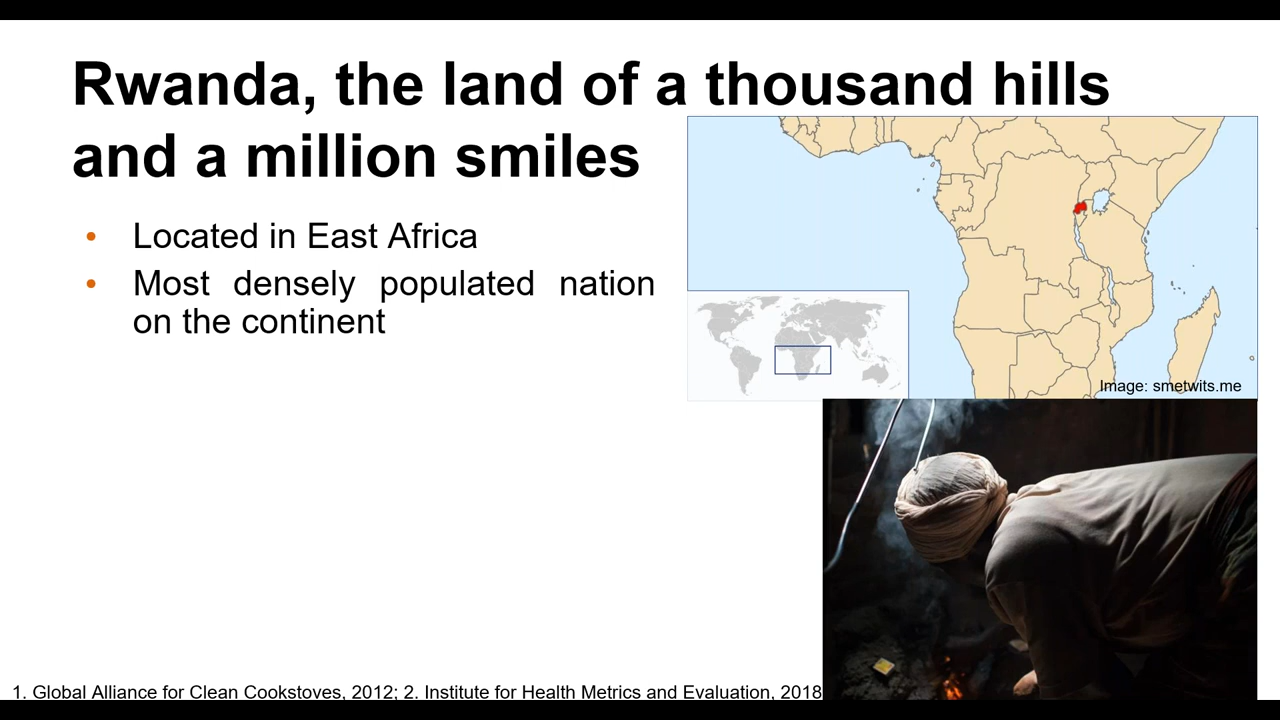 Rwanda, the land of a thousand hills
and a million smiles
• Located in East Africa
• Most densely populated nation
on the continent
Image: smetwits.me
1. Global Alliance for Clean Cookstoves, 2012; 2. Institute for Health Metrics and Evaluation, 2018